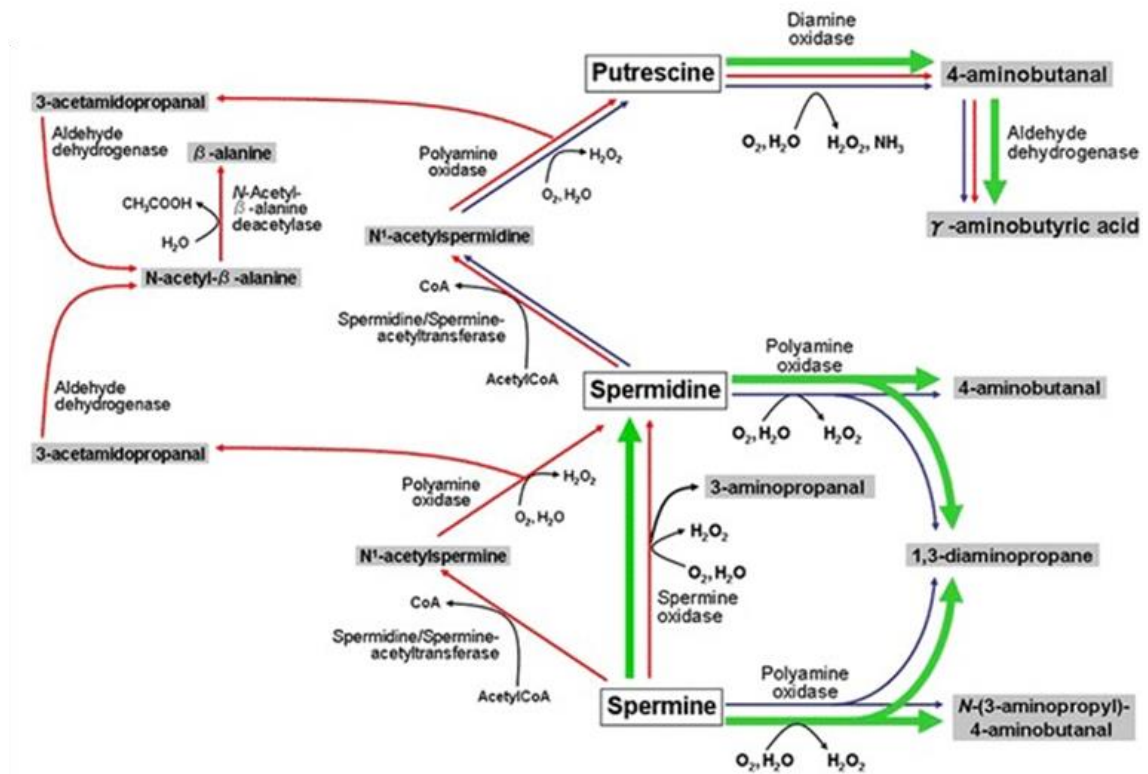 Diamine
oxidase
Putrescine
4-aminobutanal
O₂,H₂O
H₂O₂, NH₃
Aldehyde
dehydrogenase
γ -aminobutyric acid
3-acetamidopropanal
Aldehyde
dehydrogenase
β -alanine
CH₃COOH
H₂O
N-Acetyl-
β -alanine
deacetylase
N-acetyl-β -alanine
Polyamine
oxidase
H₂O₂
O₂, H₂O
N¹-acetylspermidine
CoA
Spermidine/Spermine-
acetyltransferase
AcetylCoA
Spermidine
Polyamine
oxidase
4-aminobutanal
O₂,H₂O
H₂O₂
Aldehyde
dehydrogenase
3-acetamidopropanal
Polyamine
oxidase
H₂O₂
O₂, H₂O
3-aminopropanal
H₂O₂
O₂,H₂O
Spermine
oxidase
1,3-diaminopropane
N¹-acetylspermine
CoA
Spermidine/Spermine-
acetyltransferase
AcetylCoA
Spermine
Polyamine
oxidase
N-(3-aminopropyl)-
4-aminobutanal
O₂,H₂O
H₂O₂